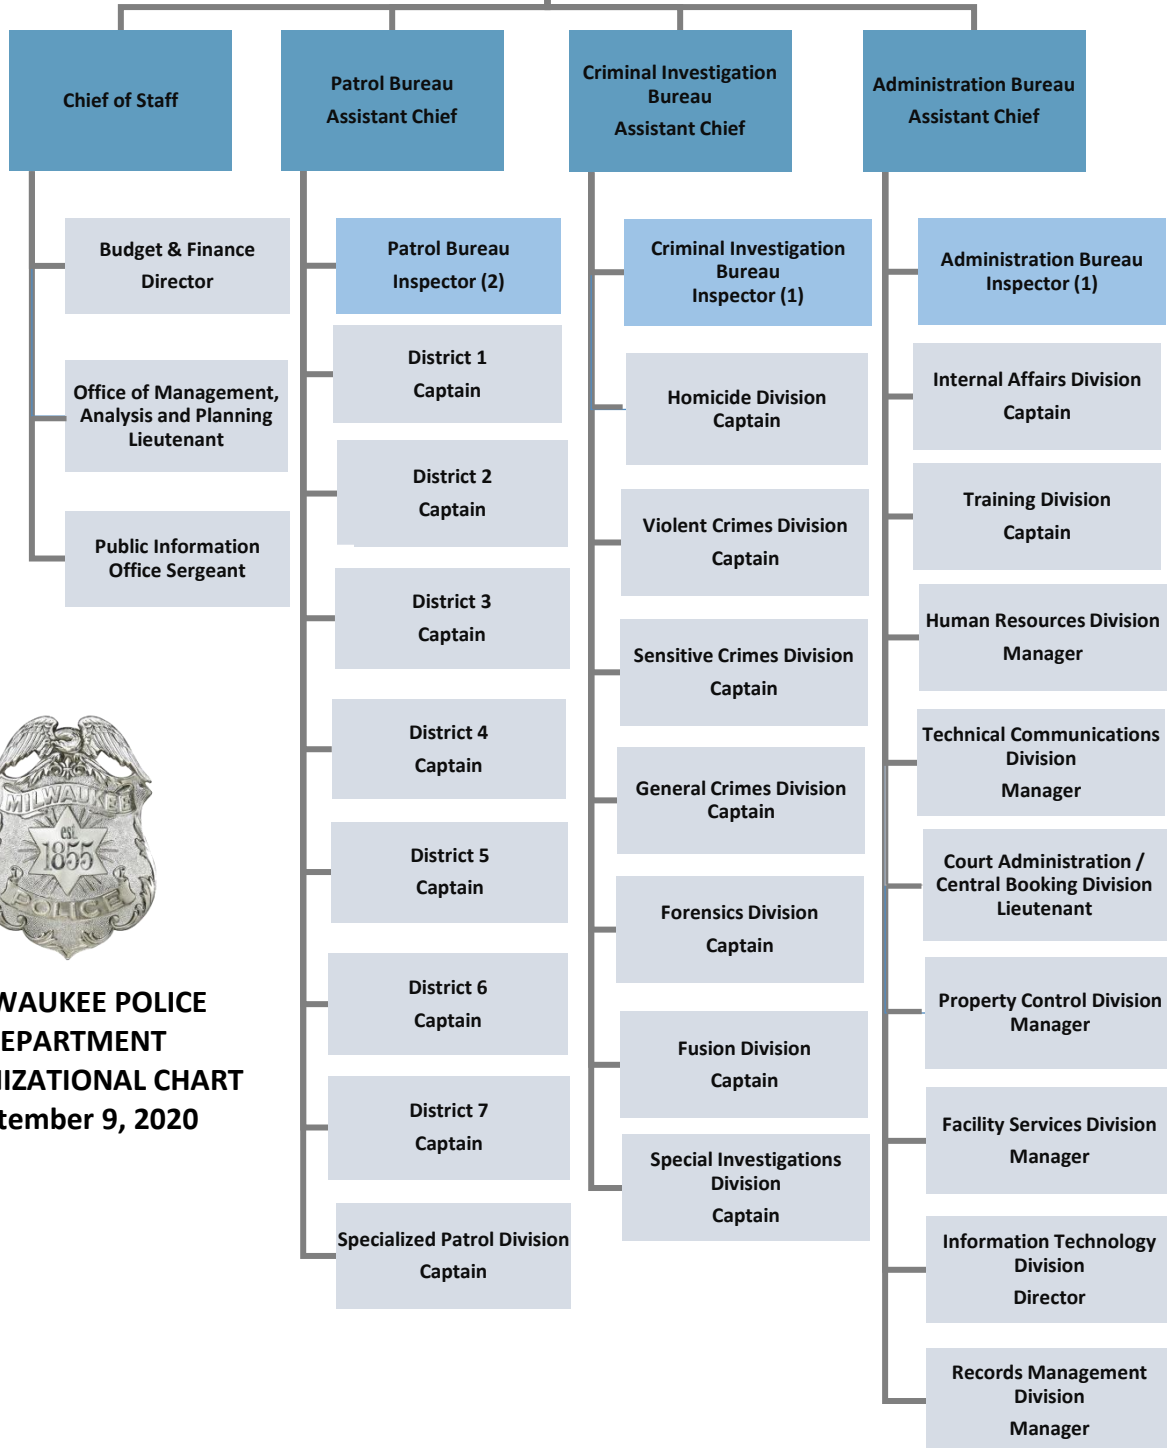 Chief of Staff
Budget & Finance
Director
Office of Management,
Analysis and Planning
Lieutenant
Public Information
Office Sergeant
Patrol Bureau
Assistant Chief
Patrol Bureau
Inspector (2)
District 1
Captain
District 2
Captain
District 3
Captain
District 4
Captain
District 5
Captain
District 6
Captain
District 7
Captain
Specialized Patrol Division
Captain
Criminal Investigation
Bureau
Assistant Chief
Criminal Investigation
Bureau
Inspector (1)
Homicide Division
Captain
Violent Crimes Division
Captain
Sensitive Crimes Division
Captain
General Crimes Division
Captain
Forensics Division
Captain
Fusion Division
Captain
Special Investigations
Division
Captain
Administration Bureau
Assistant Chief
Administration Bureau
Inspector (1)
Internal Affairs Division
Captain
Training Division
Captain
Human Resources Division
Manager
Technical Communications
Division
Manager
Court Administration /
Central Booking Division
Lieutenant
Property Control Division
Manager
Facility Services Division
Manager
Information Technology
Division
Director
Records Management
Division
Manager
MILWAUKEE
est.
1855
POLICE
WAUKEE POLICE
EPARTMENT
IZATIONAL CHART
tember 9, 2020